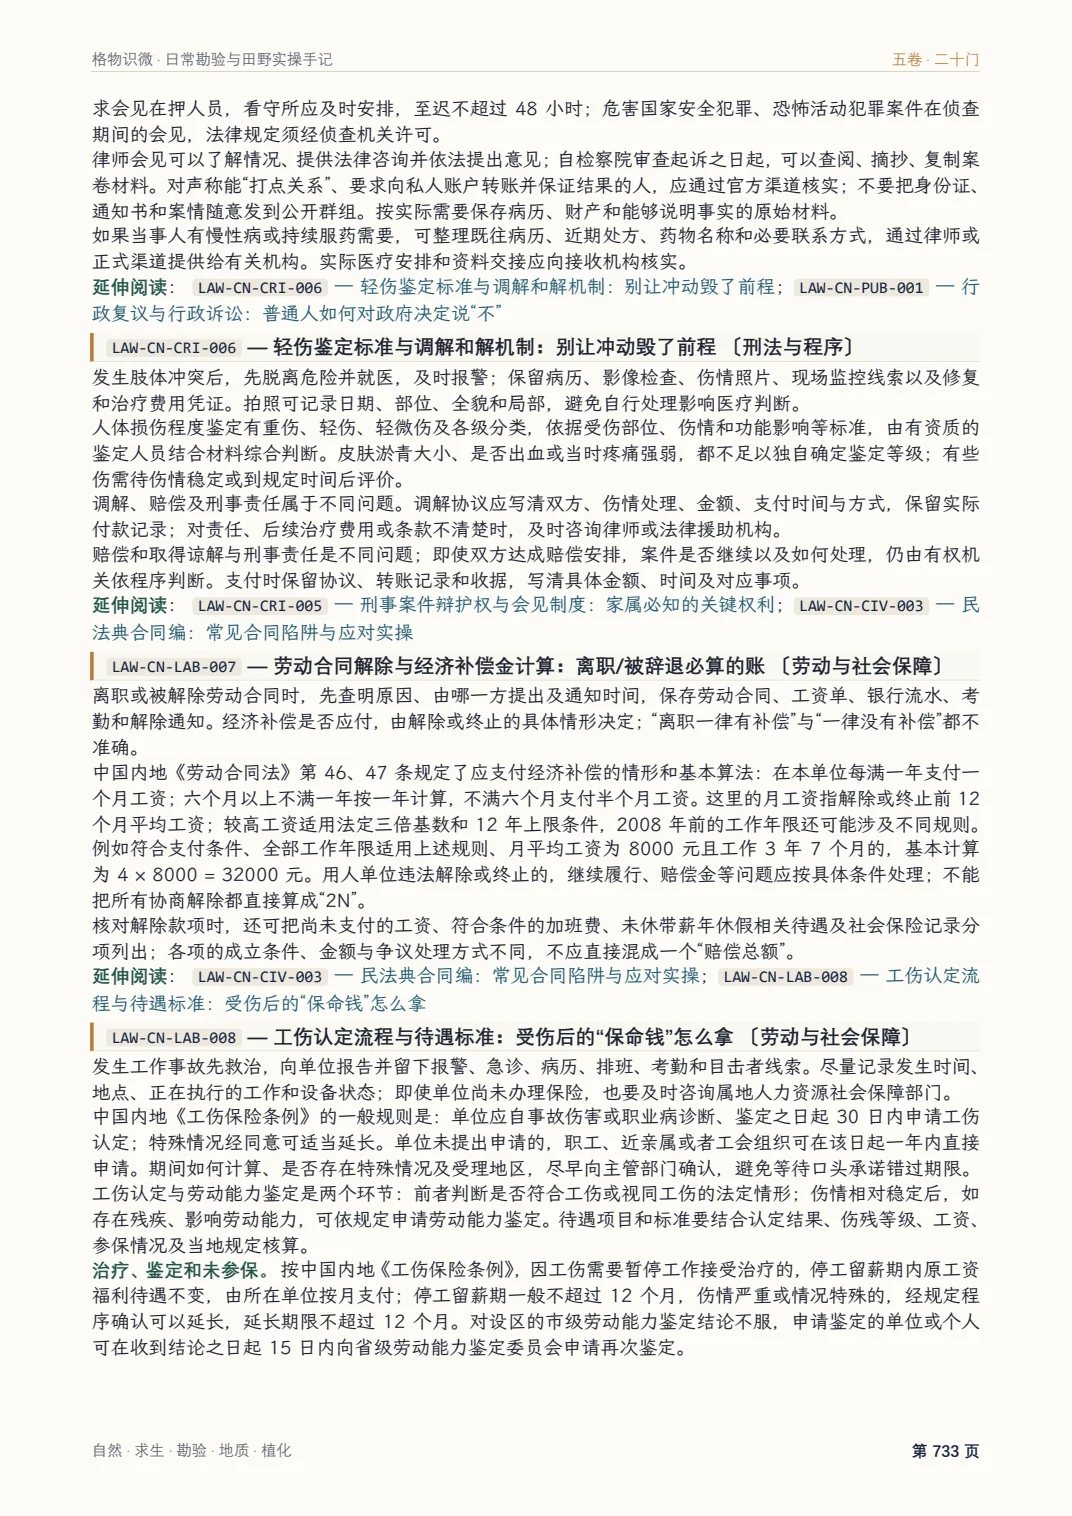 格物识微 · 日常勘验与田野实操手记
五卷 · 二十门
求会见在押人员，看守所应及时安排，至迟不超过 48 小时；危害国家安全犯罪、恐怖活动犯罪案件在侦查
期间的会见，法律规定须经侦查机关许可。
律师会见可以了解情况、提供法律咨询并依法提出意见；自检察院审查起诉之日起，可以查阅、摘抄、复制案
卷材料。对声称能“打点关系”、要求向私人账户转账并保证结果的人，应通过官方渠道核实；不要把身份证、
通知书和案情随意发到公开群组。按实际需要保存病历、财产和能够说明事实的原始材料。
如果当事人有慢性病或持续服药需要，可整理既往病历、近期处方、药物名称和必要联系方式，通过律师或
正式渠道提供给有关机构。实际医疗安排和资料交接应向接收机构核实。
延伸阅读： LAW-CN-CRI-006 — 轻伤鉴定标准与调解和解机制：别让冲动毁了前程；LAW-CN-PUB-001 — 行
政复议与行政诉讼：普通人如何对政府决定说“不”
LAW-CN-CRI-006 — 轻伤鉴定标准与调解和解机制：别让冲动毁了前程 〔刑法与程序〕
发生肢体冲突后，先脱离危险并就医，及时报警；保留病历、影像检查、伤情照片、现场监控线索以及修复
和治疗费用凭证。拍照可记录日期、部位、全貌和局部，避免自行处理影响医疗判断。
人体损伤程度鉴定有重伤、轻伤、轻微伤及各级分类，依据受伤部位、伤情和功能影响等标准，由有资质的
鉴定人员结合材料综合判断。皮肤淤青大小、是否出血或当时疼痛强弱，都不足以独自确定鉴定等级；有些
伤需待伤情稳定或到规定时间后评价。
调解、赔偿及刑事责任属于不同问题。调解协议应写清双方、伤情处理、金额、支付时间与方式，保留实际
付款记录；对责任、后续治疗费用或条款不清楚时，及时咨询律师或法律援助机构。
赔偿和取得谅解与刑事责任是不同问题；即使双方达成赔偿安排，案件是否继续以及如何处理，仍由有权机
关依程序判断。支付时保留协议、转账记录和收据，写清具体金额、时间及对应事项。
延伸阅读： LAW-CN-CRI-005 — 刑事案件辩护权与会见制度：家属必知的关键权利；LAW-CN-CIV-003 — 民
法典合同编：常见合同陷阱与应对实操
LAW-CN-LAB-007 — 劳动合同解除与经济补偿金计算：离职/被辞退必算的账 〔劳动与社会保障〕
离职或被解除劳动合同时，先查明原因、由哪一方提出及通知时间，保存劳动合同、工资单、银行流水、考
勤和解除通知。经济补偿是否应付，由解除或终止的具体情形决定；“离职一律有补偿”与“一律没有补偿”都不
准确。
中国内地《劳动合同法》第 46、47 条规定了应支付经济补偿的情形和基本算法：在本单位每满一年支付一
个月工资；六个月以上不满一年按一年计算，不满六个月支付半个月工资。这里的月工资指解除或终止前 12
个月平均工资；较高工资适用法定三倍基数和 12 年上限条件，2008 年前的工作年限还可能涉及不同规则。
例如符合支付条件、全部工作年限适用上述规则、月平均工资为 8000 元且工作 3 年 7 个月的，基本计算
为 4 × 8000 = 32000 元。用人单位违法解除或终止的，继续履行、赔偿金等问题应按具体条件处理；不能
把所有协商解除都直接算成“2N”。
核对解除款项时，还可把尚未支付的工资、符合条件的加班费、未休带薪年休假相关待遇及社会保险记录分
项列出；各项的成立条件、金额与争议处理方式不同，不应直接混成一个“赔偿总额”。
延伸阅读： LAW-CN-CIV-003 — 民法典合同编：常见合同陷阱与应对实操；LAW-CN-LAB-008 — 工伤认定流
程与待遇标准：受伤后的“保命钱”怎么拿
LAW-CN-LAB-008 — 工伤认定流程与待遇标准：受伤后的“保命钱”怎么拿 〔劳动与社会保障〕
发生工作事故先救治，向单位报告并留下报警、急诊、病历、排班、考勤和目击者线索。尽量记录发生时间、
地点、正在执行的工作和设备状态；即使单位尚未办理保险，也要及时咨询属地人力资源社会保障部门。
中国内地《工伤保险条例》的一般规则是：单位应自事故伤害或职业病诊断、鉴定之日起 30 日内申请工伤
认定；特殊情况经同意可适当延长。单位未提出申请的，职工、近亲属或者工会组织可在该日起一年内直接
申请。期间如何计算、是否存在特殊情况及受理地区，尽早向主管部门确认，避免等待口头承诺错过期限。
工伤认定与劳动能力鉴定是两个环节：前者判断是否符合工伤或视同工伤的法定情形；伤情相对稳定后，如
存在残疾、影响劳动能力，可依规定申请劳动能力鉴定。待遇项目和标准要结合认定结果、伤残等级、工资、
参保情况及当地规定核算。
治疗、鉴定和未参保。按中国内地《工伤保险条例》，因工伤需要暂停工作接受治疗的，停工留薪期内原工资
福利待遇不变，由所在单位按月支付；停工留薪期一般不超过 12 个月，伤情严重或情况特殊的，经规定程
序确认可以延长，延长期限不超过 12 个月。对设区的市级劳动能力鉴定结论不服，申请鉴定的单位或个人
可在收到结论之日起 15 日内向省级劳动能力鉴定委员会申请再次鉴定。
自然 · 求生 · 勘验 · 地质 · 植化
第 733 页